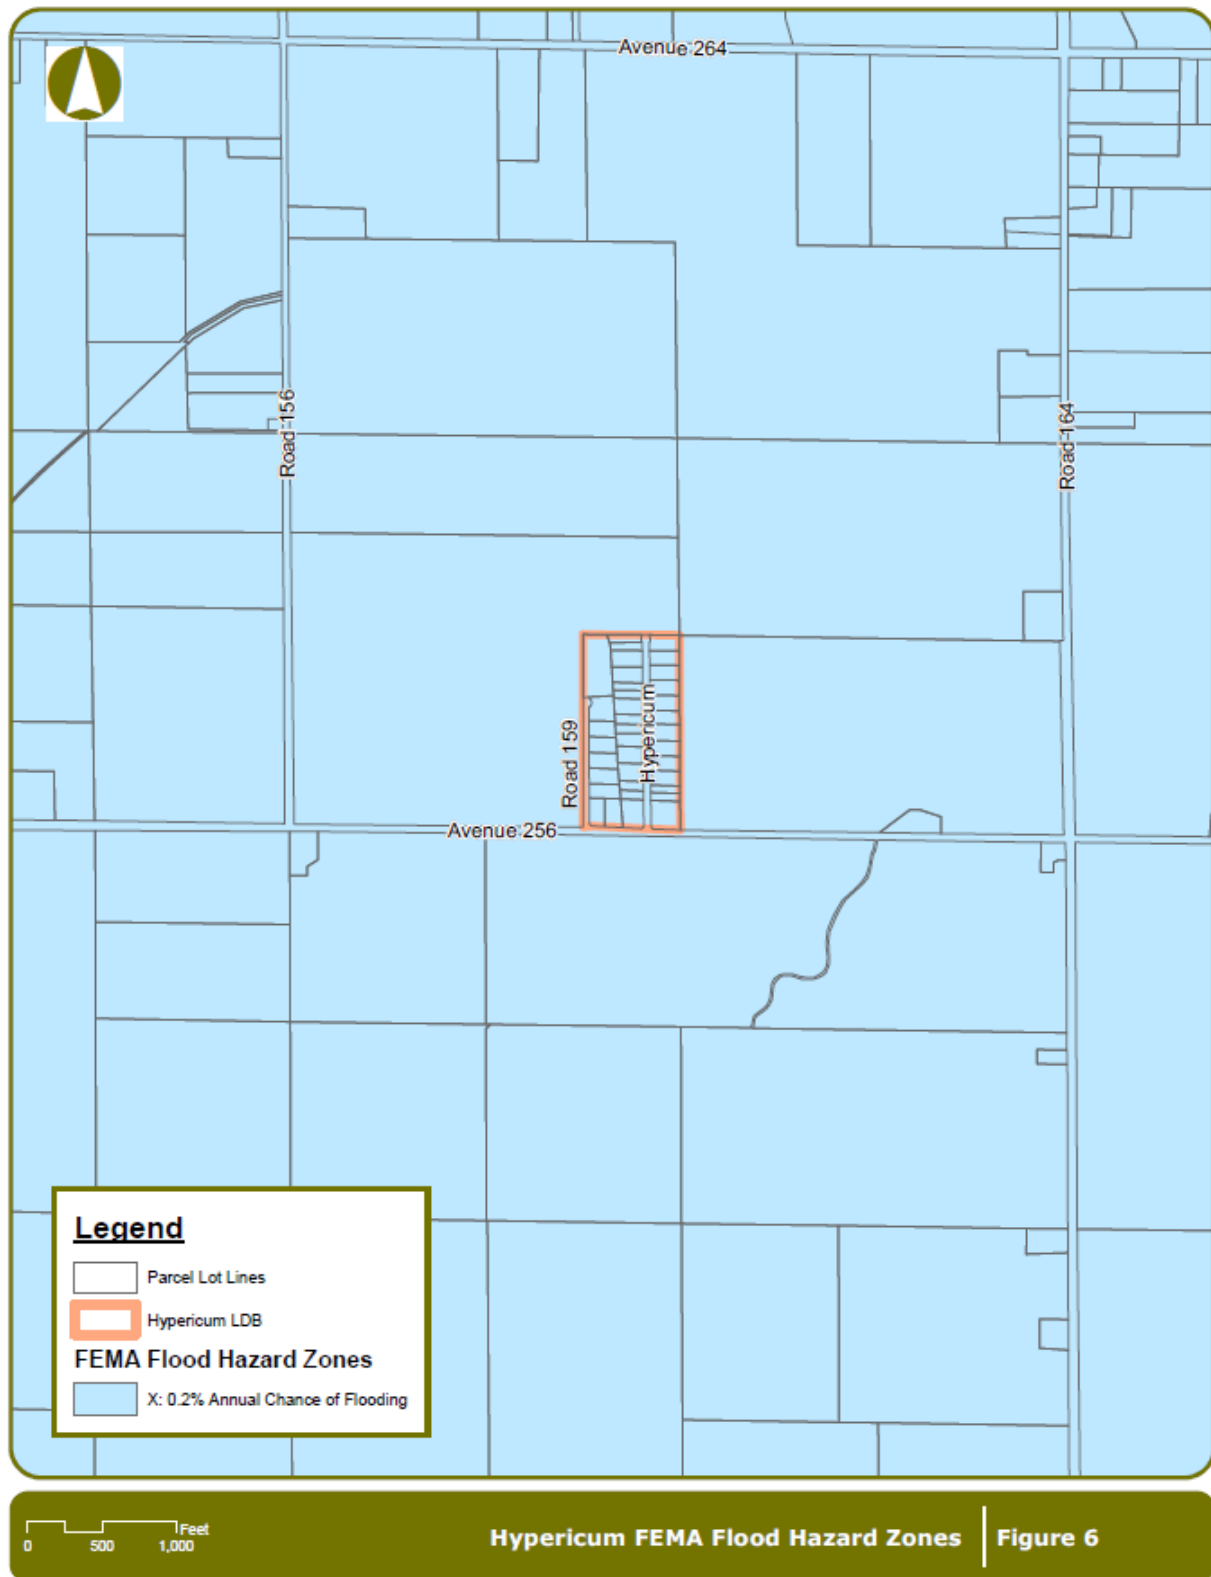 Avenue 264
Road 156
Road 164
Road 159
Hypericum
Avenue 256
Legend
Parcel Lot Lines
Hypericum LDB
FEMA Flood Hazard Zones
X: 0.2% Annual Chance of Flooding
Feet
0 500 1,000
Hypericum FEMA Flood Hazard Zones
Figure 6